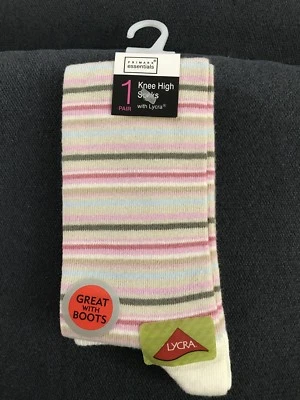 PRIMARK
essentials
1
PAIR
Knee High
Socks
with Lycra®
GREAT
WITH
BOOTS
LYCRA